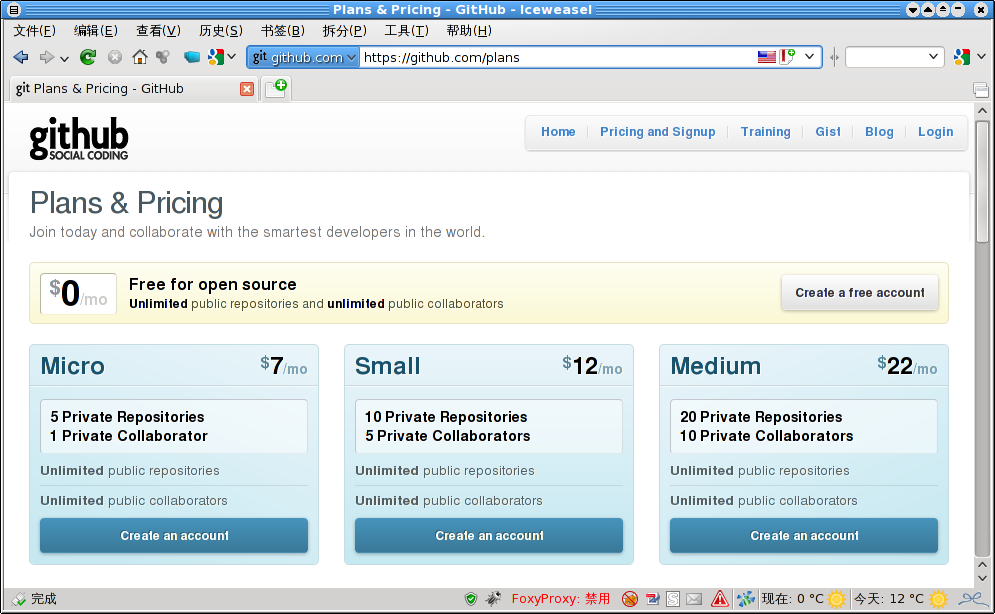 Plans & Pricing - GitHub - Iceweasel
文件(F) 编辑(E) 查看(V) 历史(S) 书签(B) 拆分(P) 工具(T) 帮助(H)
git github.com https://github.com/plans
git Plans & Pricing - GitHub
github
SOCIAL CODING
Home Pricing and Signup Training Gist Blog Login
Plans & Pricing
Join today and collaborate with the smartest developers in the world.
$0/mo
Free for open source
Unlimited public repositories and unlimited public collaborators
Create a free account
Micro $7/mo
5 Private Repositories
1 Private Collaborator
Unlimited public repositories
Unlimited public collaborators
Create an account
Small $12/mo
10 Private Repositories
5 Private Collaborators
Unlimited public repositories
Unlimited public collaborators
Create an account
Medium $22/mo
20 Private Repositories
10 Private Collaborators
Unlimited public repositories
Unlimited public collaborators
Create an account
完成 FoxyProxy: 禁用 现在: 0 °C 今天: 12 °C